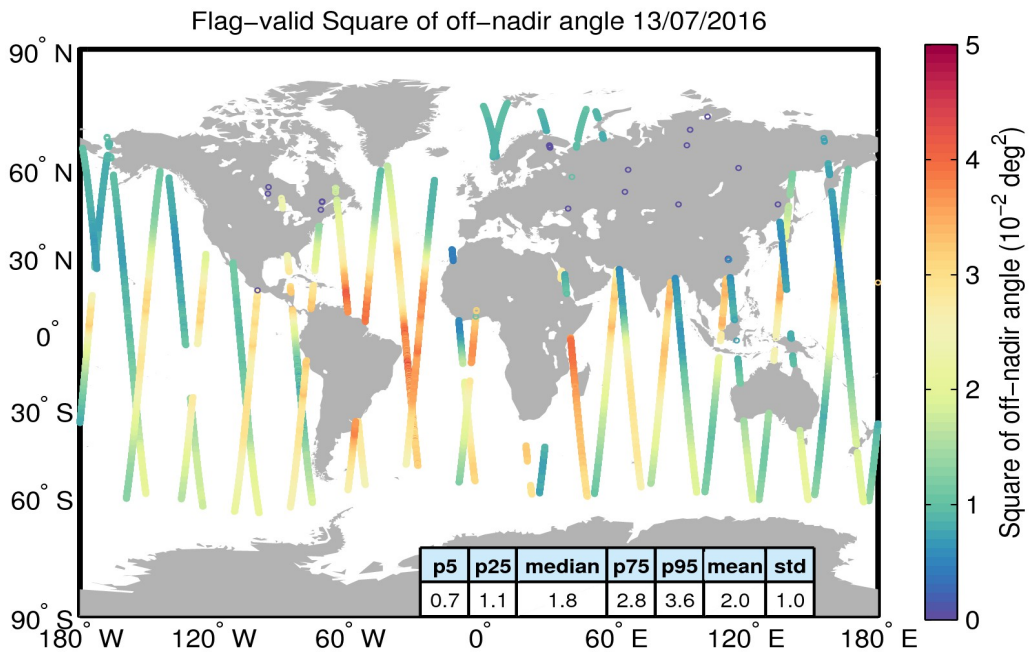 Flag-valid Square of off-nadir angle 13/07/2016
90° N
60° N
30° N
0°
30° S
60° S
90° S
180° W
120° W
60° W
0°
60° E
120° E
180° E
p5 p25 median p75 p95 mean std
0.7 1.1 1.8 2.8 3.6 2.0 1.0
5
4
3
2
1
0
Square of off-nadir angle (10⁻² deg²)